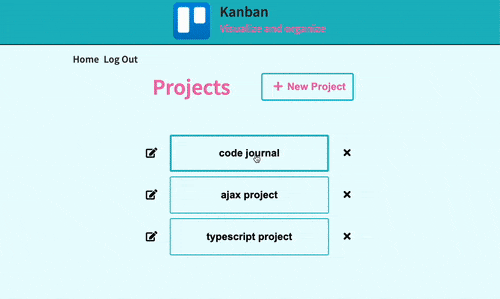 Kanban
Visualize and organize
Home Log Out
Projects
+ New Project
code journal
ajax project
typescript project